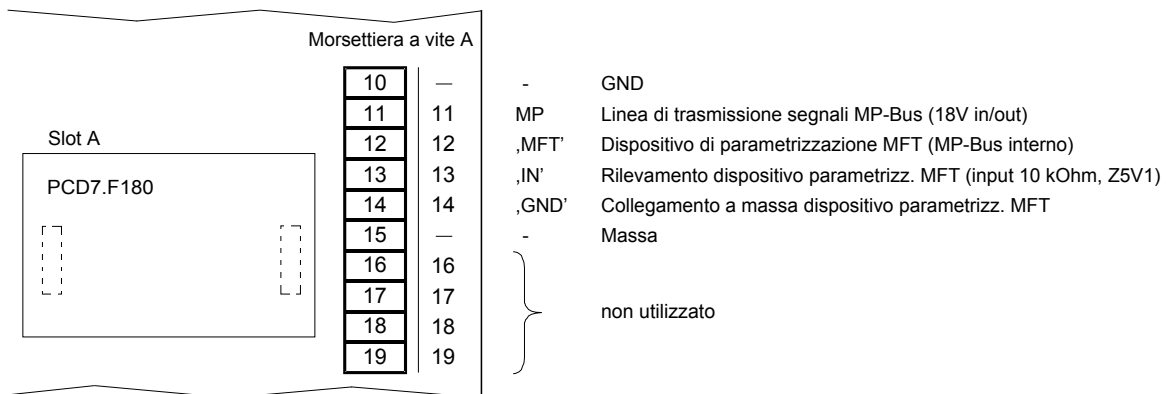 Morsettiera a vite A
10 — - GND
11 11 MP Linea di trasmissione segnali MP-Bus (18V in/out)
Slot A
12 12 ‚MFT’ Dispositivo di parametrizzazione MFT (MP-Bus interno)
13 13 ‚IN’ Rilevamento dispositivo parametrizz. MFT (input 10 kOhm, Z5V1)
PCD7.F180
14 14 ‚GND’ Collegamento a massa dispositivo parametrizz. MFT
15 — - Massa
16 16
17 17
non utilizzato
18 18
19 19